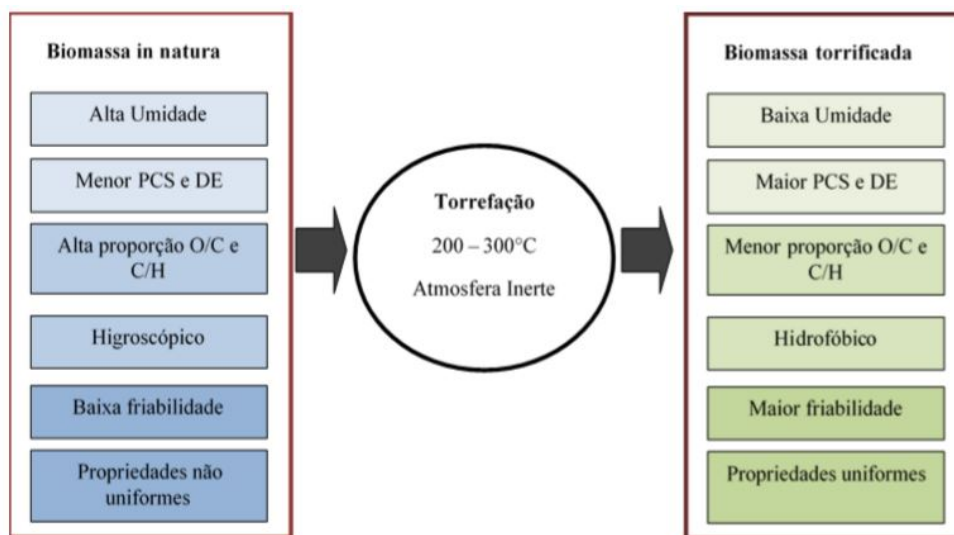 Biomassa in natura
Alta Umidade
Menor PCS e DE
Alta proporção O/C e
C/H
Higroscópico
Baixa friabilidade
Propriedades não
uniformes
Torrefação
200 – 300°C
Atmosfera Inerte
Biomassa torrificada
Baixa Umidade
Maior PCS e DE
Menor proporção O/C e
C/H
Hidrofóbico
Maior friabilidade
Propriedades uniformes